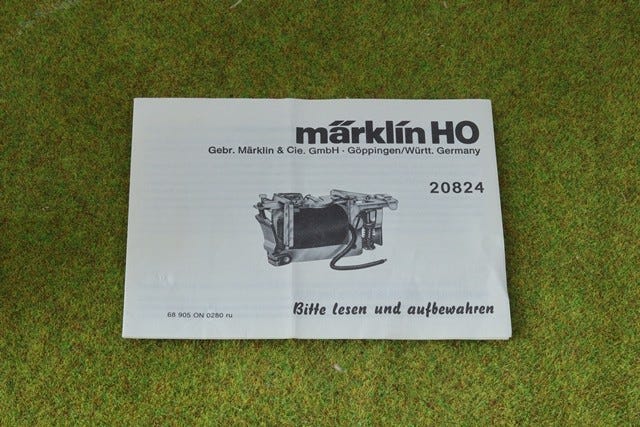 märklin HO
Gebr. Märklin & Cie. GmbH · Göppingen/Württ. Germany
20824
68 905 ON 0280 ru
Bitte lesen und aufbewahren